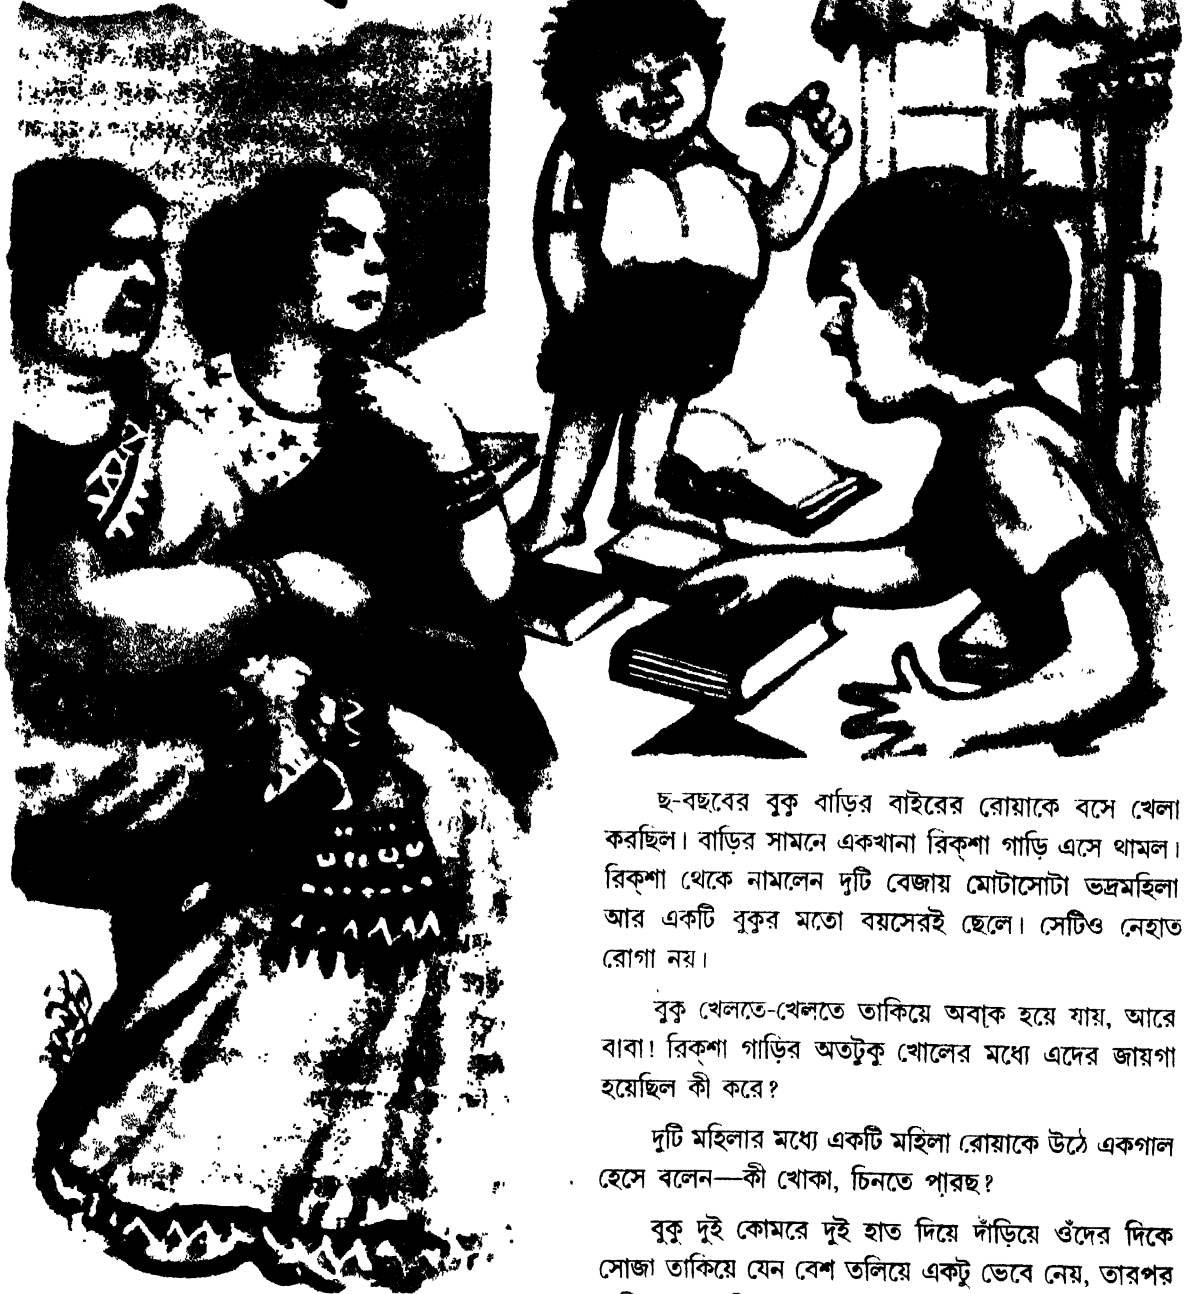 ছ-বছরের বুকু বাড়ির বাইরের রোয়াকে বসে খেলা
করছিল। বাড়ির সামনে একখানা রিক্‌শা গাড়ি এসে থামল।
রিক্‌শা থেকে নামলেন দুটি বেজায় মোটাসোটা ভদ্রমহিলা
আর একটি বুকুর মতো বয়সেরই ছেলে। সেটিও নেহাত
রোগা নয়।
বুকু খেলতে-খেলতে তাকিয়ে অবাক হয়ে যায়, আরে
বাবা! রিক্‌শা গাড়ির অতটুকু খোলের মধ্যে এদের জায়গা
হয়েছিল কী করে?
দুটি মহিলার মধ্যে একটি মহিলা রোয়াকে উঠে একগাল
হেসে বলেন—কী খোকা, চিনতে পারছ?
বুকু দুই কোমরে দুই হাত দিয়ে দাঁড়িয়ে ওঁদের দিকে
সোজা তাকিয়ে যেন বেশ তলিয়ে একটু ভেবে নেয়, তারপর